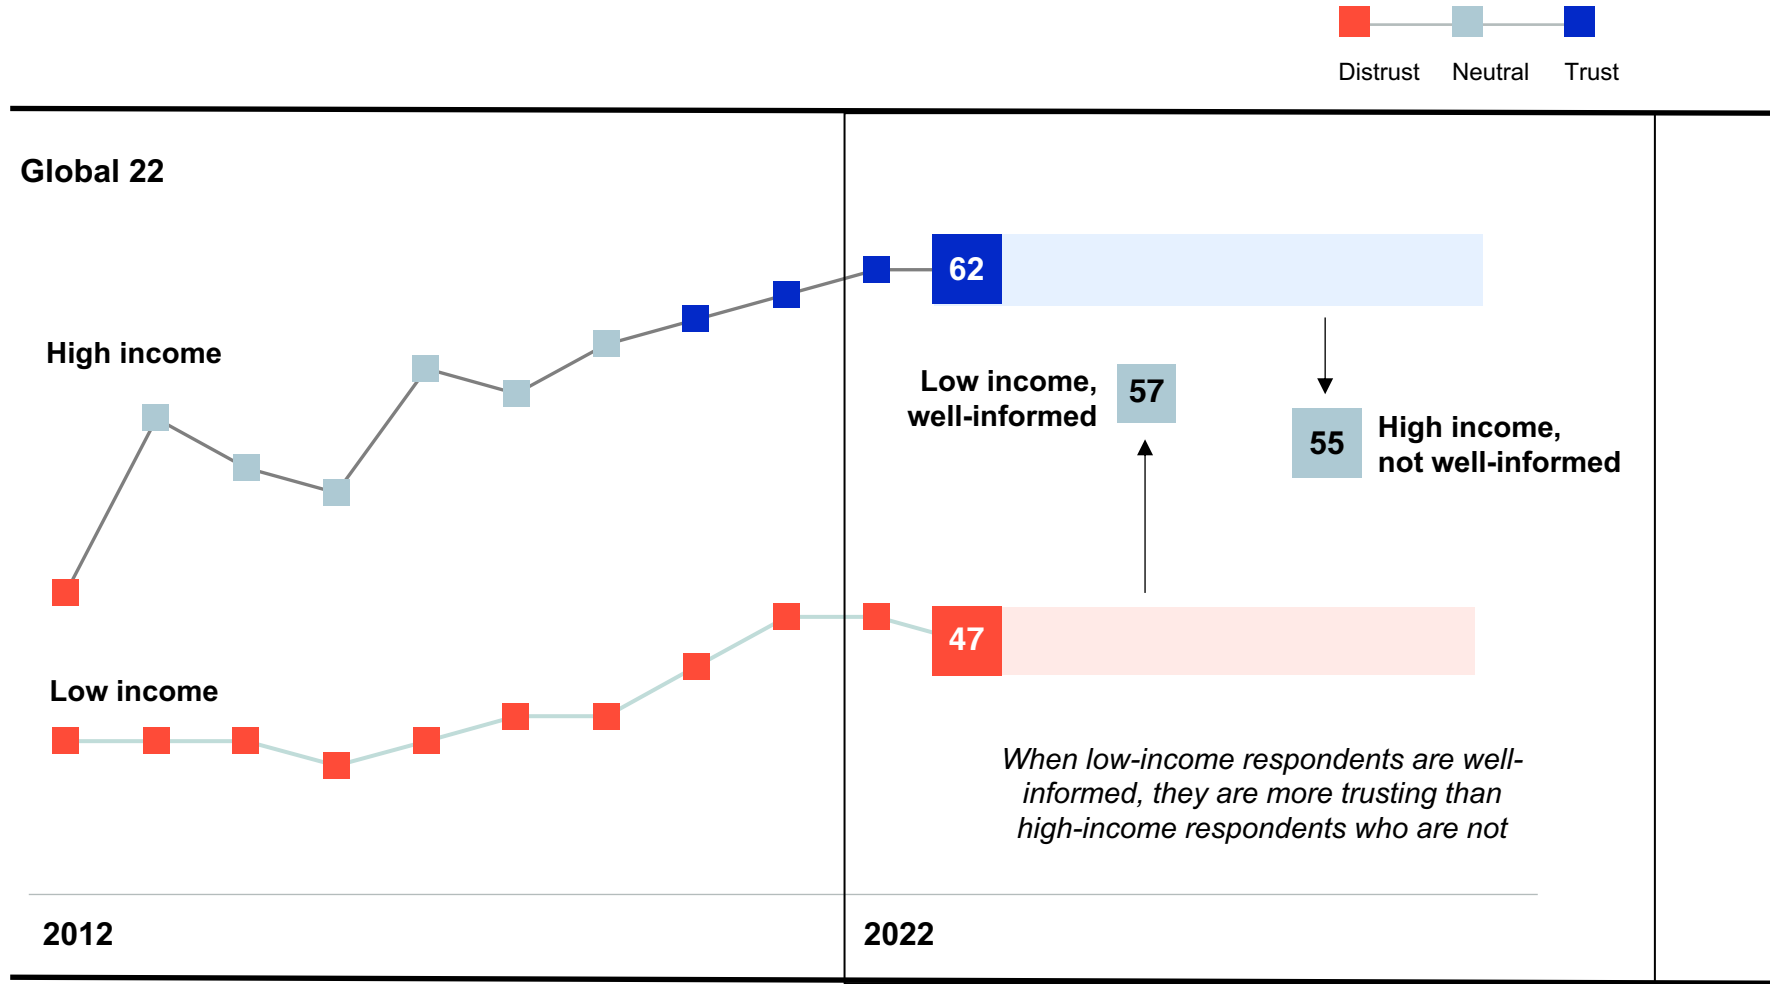 Distrust Neutral Trust
Global 22
62
High income
Low income,
well-informed
57
55
High income,
not well-informed
47
Low income
When low-income respondents are well-
informed, they are more trusting than
high-income respondents who are not
2012
2022